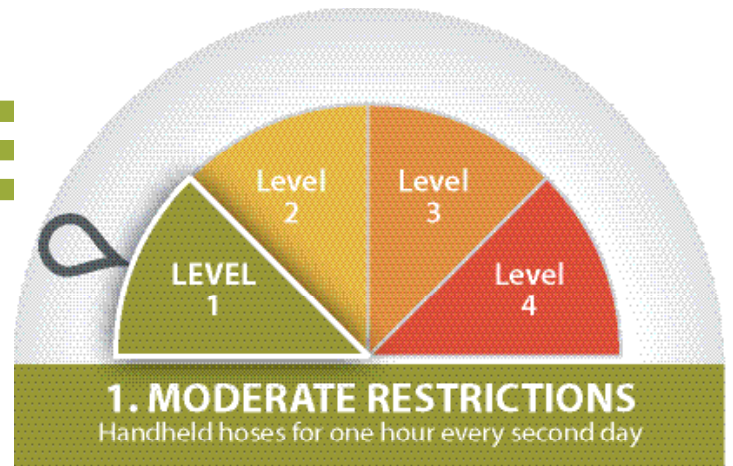 Level
2
Level
3
LEVEL
1
Level
4
1. MODERATE RESTRICTIONS
Handheld hoses for one hour every second day